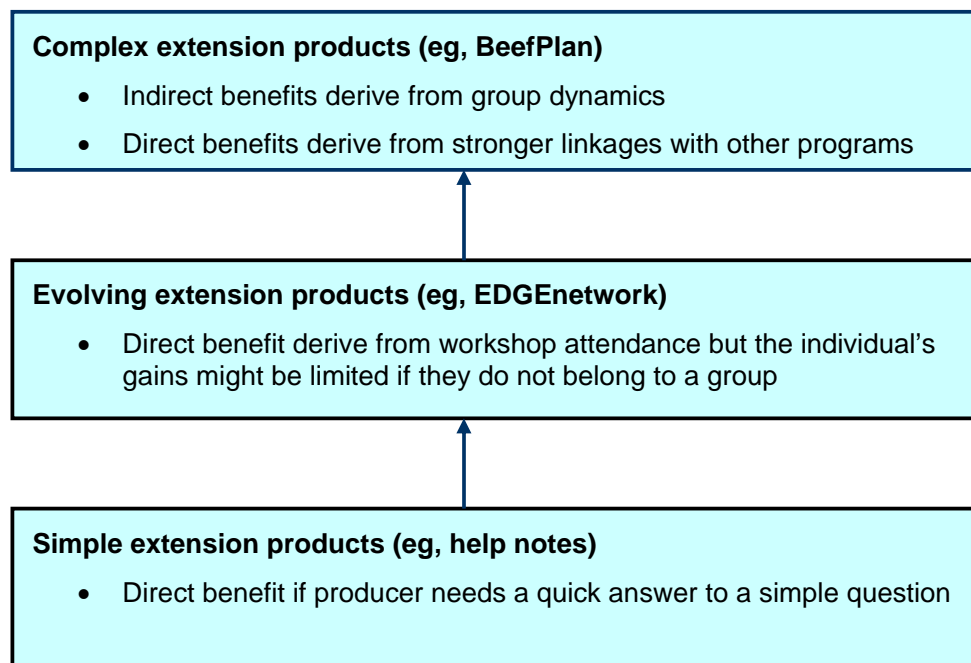 Complex extension products (eg, BeefPlan)
• Indirect benefits derive from group dynamics
• Direct benefits derive from stronger linkages with other programs
Evolving extension products (eg, EDGEnetwork)
• Direct benefit derive from workshop attendance but the individual's
gains might be limited if they do not belong to a group
Simple extension products (eg, help notes)
• Direct benefit if producer needs a quick answer to a simple question